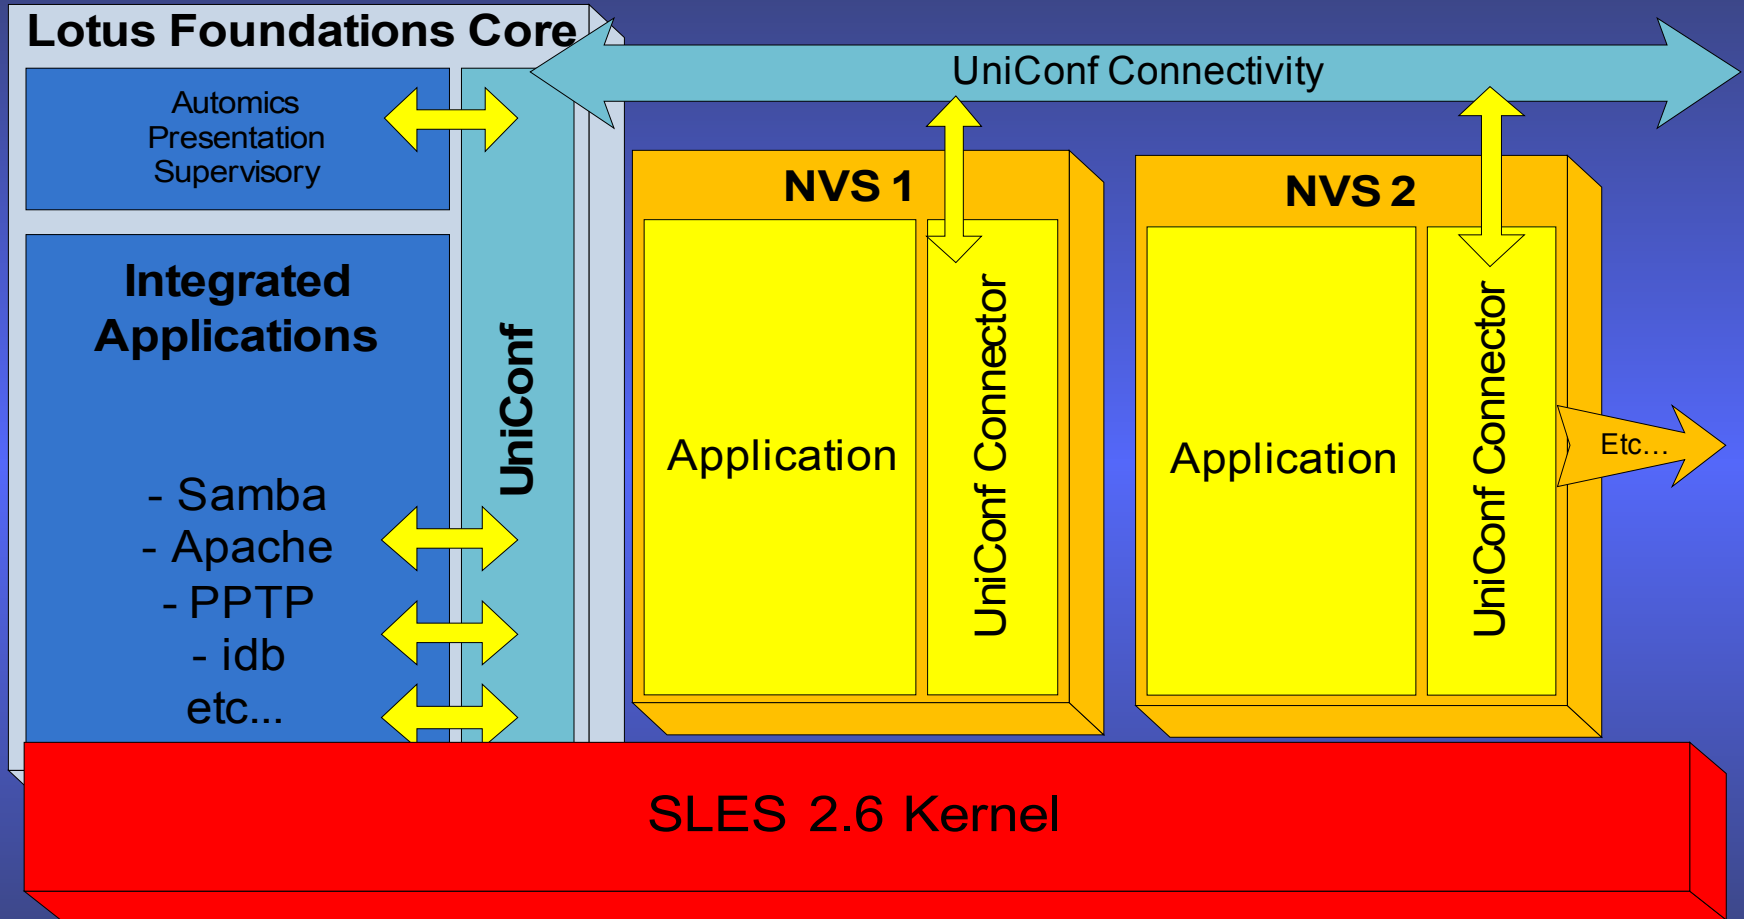 Lotus Foundations Core
UniConf Connectivity
Automics
Presentation
Supervisory
Integrated
Applications
- Samba
- Apache
- PPTP
- idb
etc...
UniConf
NVS 1
Application
UniConf Connector
NVS 2
Application
UniConf Connector
Etc...
SLES 2.6 Kernel